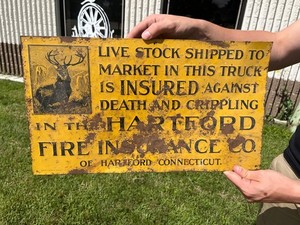 LIVE STOCK SHIPPED TO
MARKET IN THIS TRUCK
IS INSURED AGAINST
DEATH AND CRIPPLING
IN THE HARTFORD
FIRE INSURANCE CO.
OF HARTFORD CONNECTICUT.